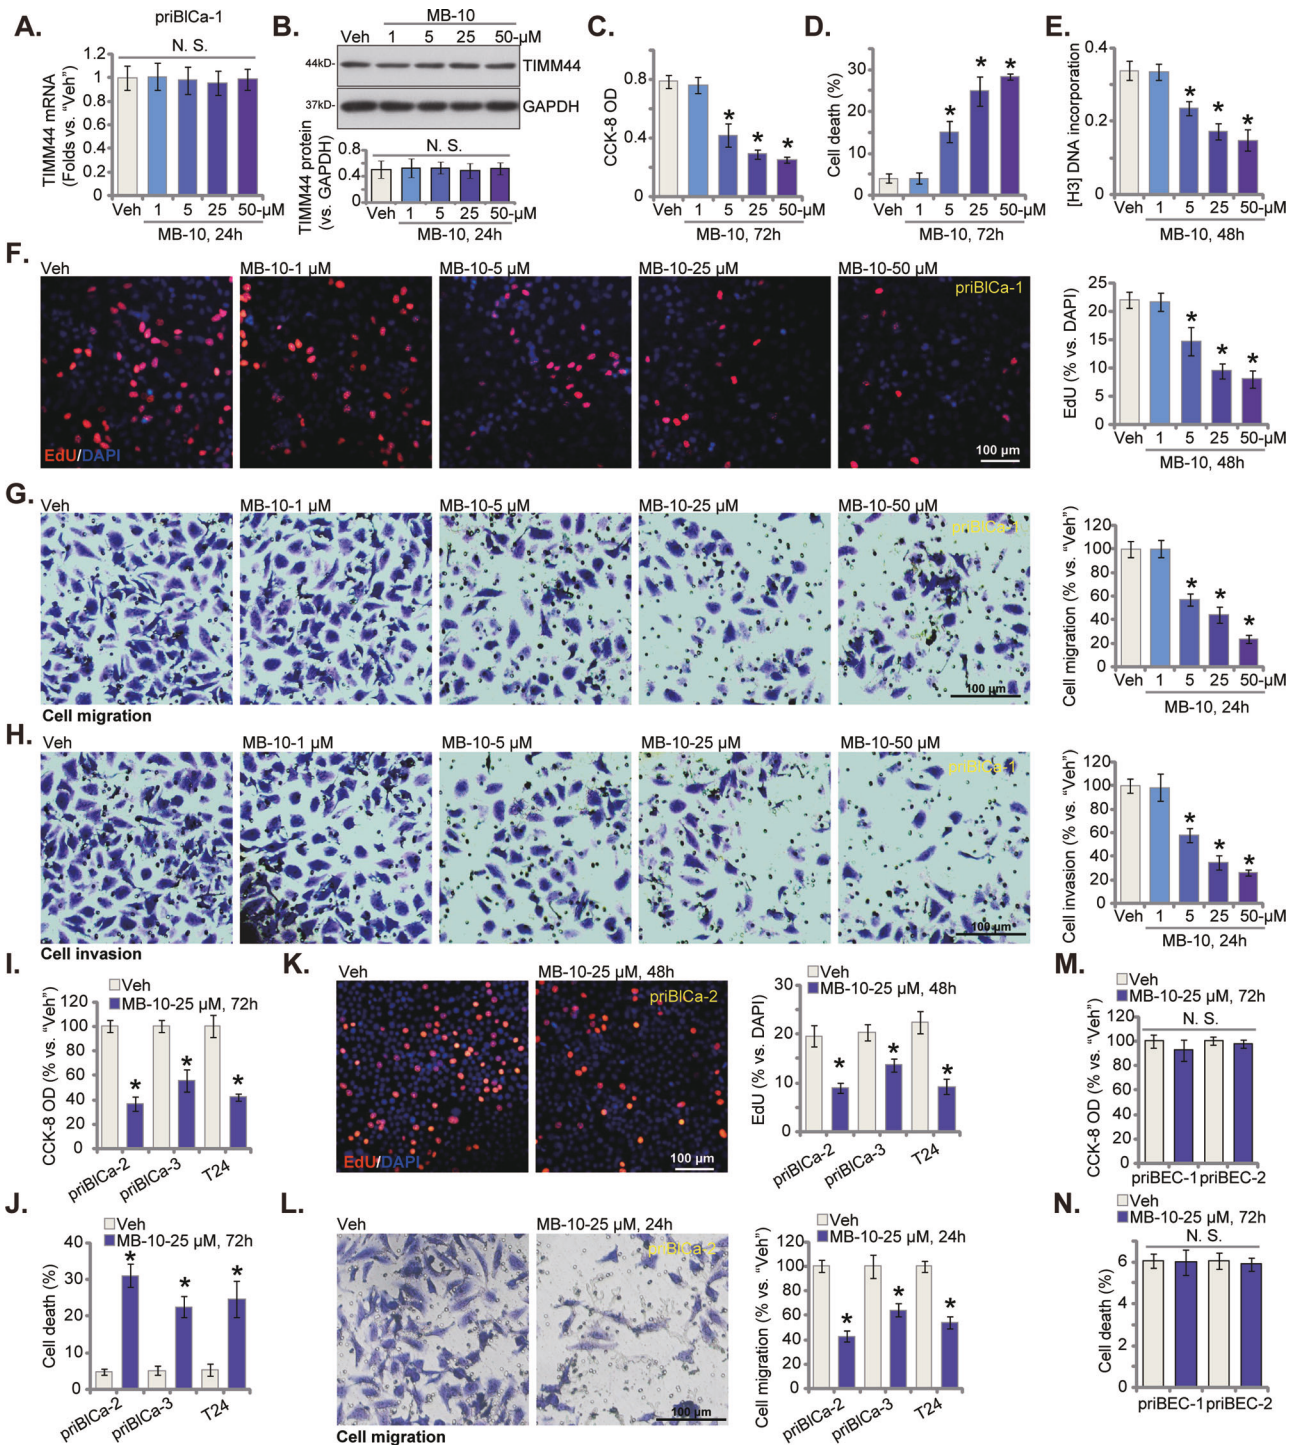 A.
priBlCa-1
N. S.
TIMM44 mRNA
(Folds vs. “Veh”)
1.2
1
0.8
0.6
0.4
0.2
0
Veh 1 5 25 50-µM
MB-10, 24h
B.
MB-10
Veh 1 5 25 50-µM
44kD-
TIMM44
37kD-
GAPDH
N. S.
TIMM44 protein
(vs. GAPDH)
0.8
0.4
0
Veh 1 5 25 50-µM
MB-10, 24h
C.
CCK-8 OD
0.8
0.4
0
* * *
Veh 1 5 25 50-µM
MB-10, 72h
D.
Cell death (%)
30
20
10
0
* * *
Veh 1 5 25 50-µM
MB-10, 72h
E.
[H3] DNA incorporation
0.4
0.2
0
* * *
Veh 1 5 25 50-µM
MB-10, 48h
F.
Veh
MB-10-1 µM
MB-10-5 µM
MB-10-25 µM
MB-10-50 µM
priBlCa-1
EdU/DAPI
100 µm
EdU (% vs. DAPI)
25
20
15
10
5
0
* * *
Veh 1 5 25 50-µM
MB-10, 48h
G.
Veh
MB-10-1 µM
MB-10-5 µM
MB-10-25 µM
MB-10-50 µM
priBlCa-1
100 µm
Cell migration
Cell migration (% vs. “Veh”)
120
100
80
60
40
20
0
* * *
Veh 1 5 25 50-µM
MB-10, 24h
H.
Veh
MB-10-1 µM
MB-10-5 µM
MB-10-25 µM
MB-10-50 µM
priBlCa-1
100 µm
Cell invasion
Cell invasion (% vs. “Veh”)
120
100
80
60
40
20
0
* * *
Veh 1 5 25 50-µM
MB-10, 24h
I.
Veh
MB-10-25 µM, 72h
CCK-8 OD (% vs. “Veh”)
120
100
80
60
40
20
0
* * *
priBlCa-2
priBlCa-3
T24
K.
Veh
MB-10-25 µM, 48h
priBlCa-2
EdU/DAPI
100 µm
Veh
MB-10-25 µM, 48h
EdU (% vs. DAPI)
30
20
10
0
* * *
priBlCa-2
priBlCa-3
T24
M.
Veh
MB-10-25 µM, 72h
N. S.
CCK-8 OD (% vs. “Veh”)
120
100
80
60
40
20
0
priBEC-1 priBEC-2
J.
Veh
MB-10-25 µM, 72h
Cell death (%)
40
30
20
10
0
* * *
priBlCa-2
priBlCa-3
T24
L.
Veh
MB-10-25 µM, 24h
priBlCa-2
100 µm
Cell migration
Veh
MB-10-25 µM, 24h
Cell migration (% vs. “Veh”)
120
100
80
60
40
20
0
* * *
priBlCa-2
priBlCa-3
T24
N.
Veh
MB-10-25 µM, 72h
N. S.
Cell death (%)
6
4
2
0
priBEC-1 priBEC-2